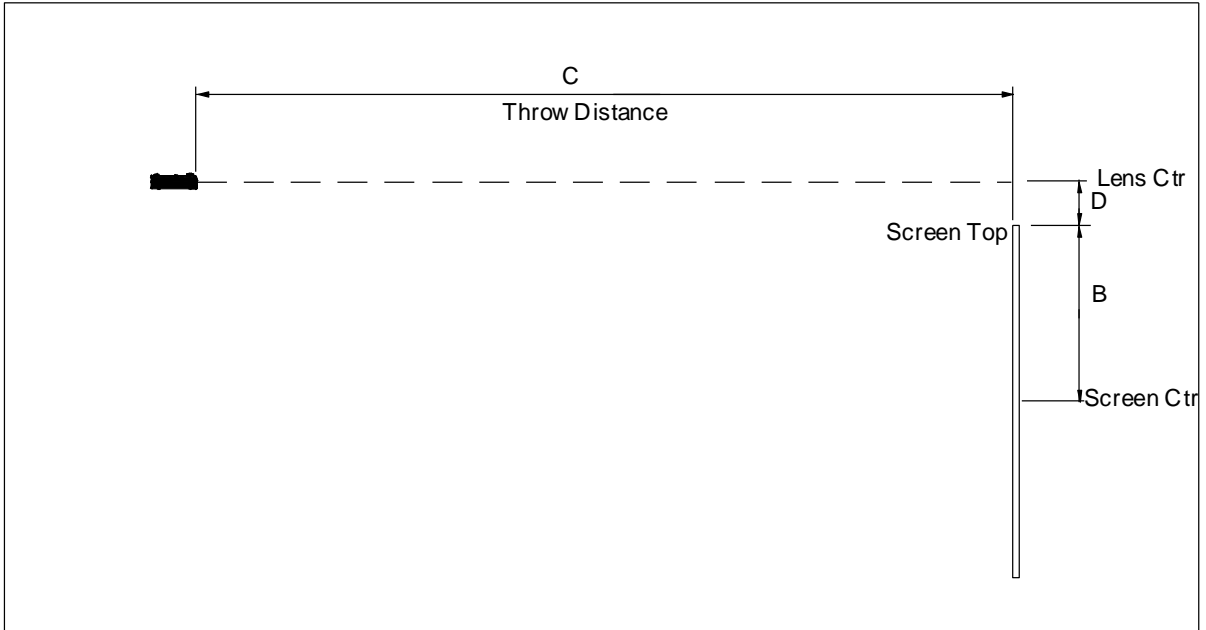 C
Throw Distance
Lens Ctr
D
Screen Top
B
Screen Ctr